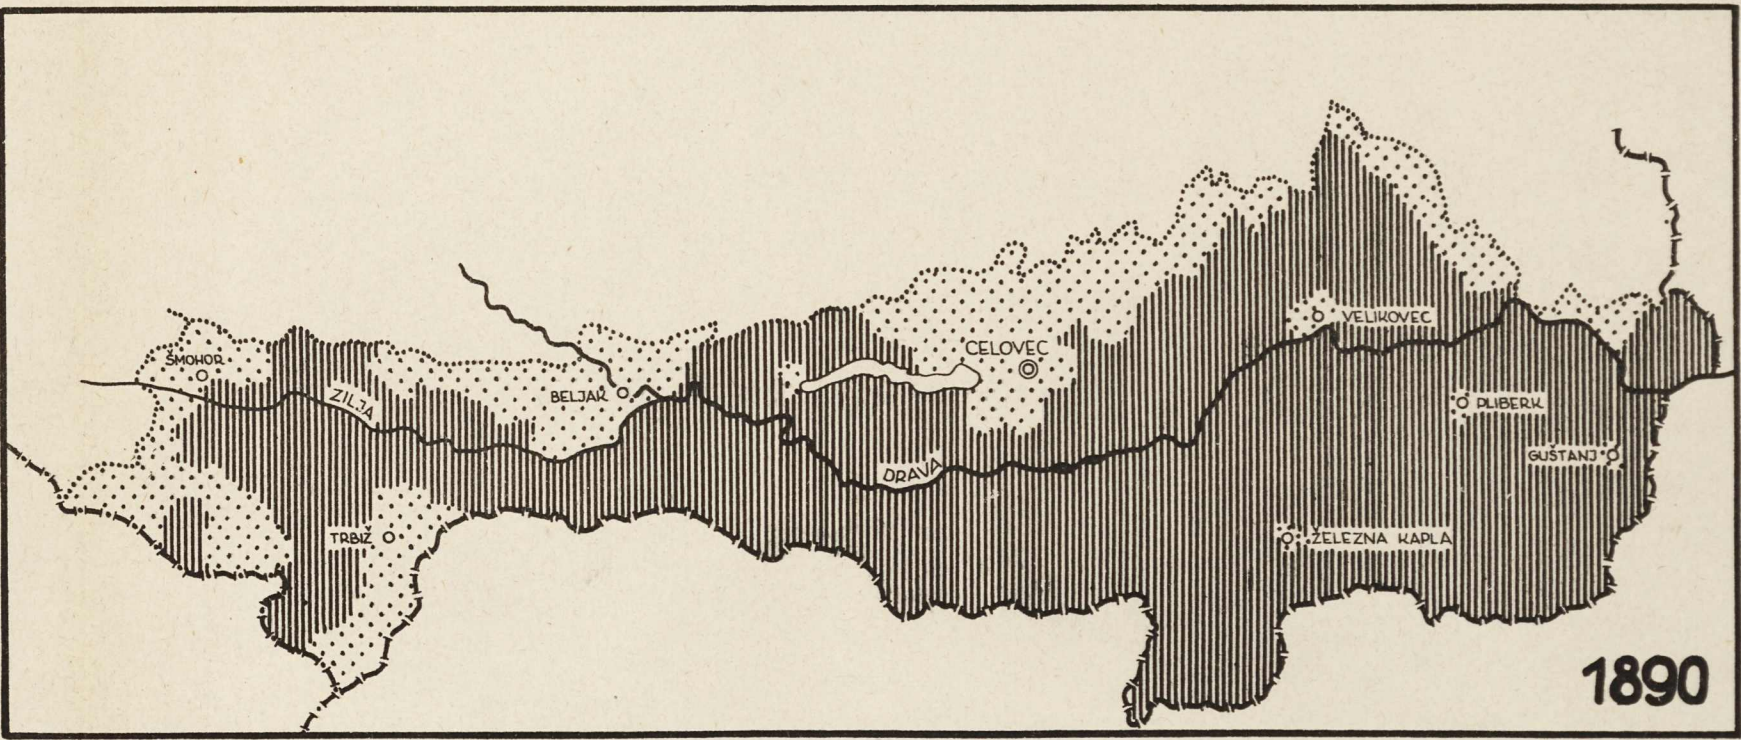 ŠMOHOR
ZILJA
BELJAK
CELOVEC
VELIKOVEC
PLIBERK
GUŠTANJ
DRAVA
TRBIŽ
ŽELEZNA KAPLA
1890